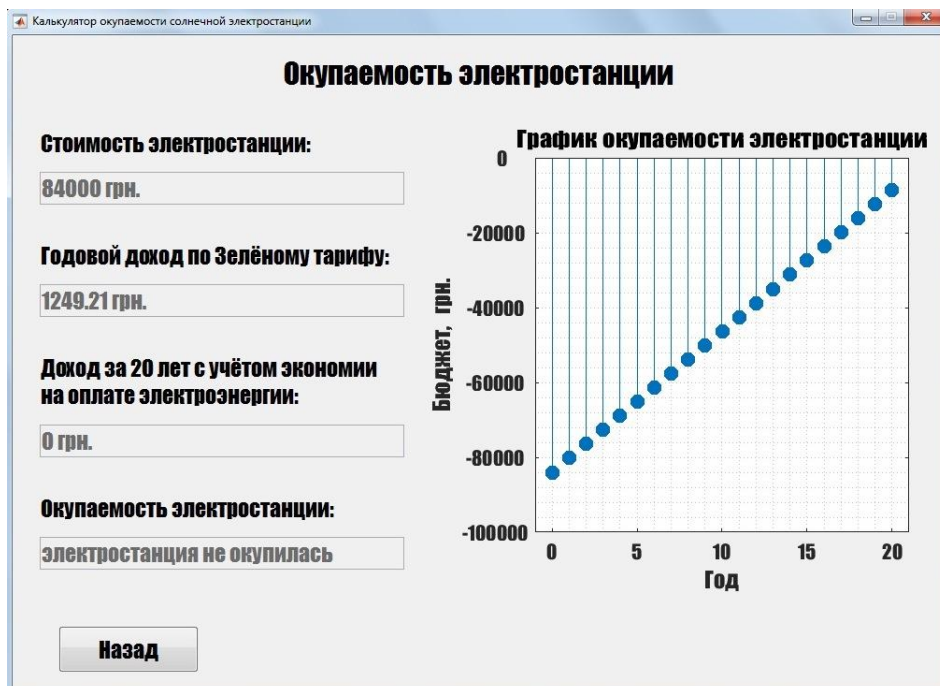 Калькулятор окупаемости солнечной электростанции
Окупаемость электростанции
Стоимость электростанции:
84000 грн.
Годовой доход по Зелёному тарифу:
1249.21 грн.
Доход за 20 лет с учётом экономии
на оплате электроэнергии:
0 грн.
Окупаемость электростанции:
электростанция не окупилась
Назад
График окупаемости электростанции
0
-20000
-40000
-60000
-80000
-100000
Бюджет, грн.
0 5 10 15 20
Год